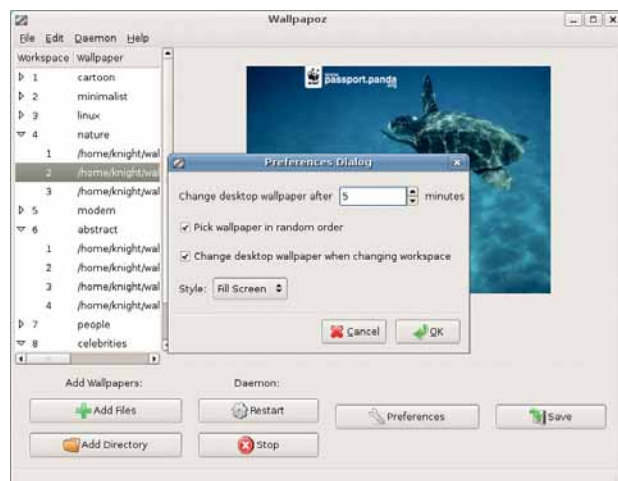 Wallpapoz
File Edit Daemon Help
Workspace Wallpaper
1 cartoon
2 minimalist
3 linux
4 nature
1 /home/knight/wal
2 /home/knight/wal
3 /home/knight/wal
5 modern
6 abstract
1 /home/knight/wal
2 /home/knight/wal
3 /home/knight/wal
4 /home/knight/wal
7 people
8 celebrities
passport.panda
Preferences Dialog
Change desktop wallpaper after 5 minutes
Pick wallpaper in random order
Change desktop wallpaper when changing workspace
Style: Fill Screen
Cancel OK
Add Wallpapers: Daemon:
Add Files Restart Preferences Save
Add Directory Stop